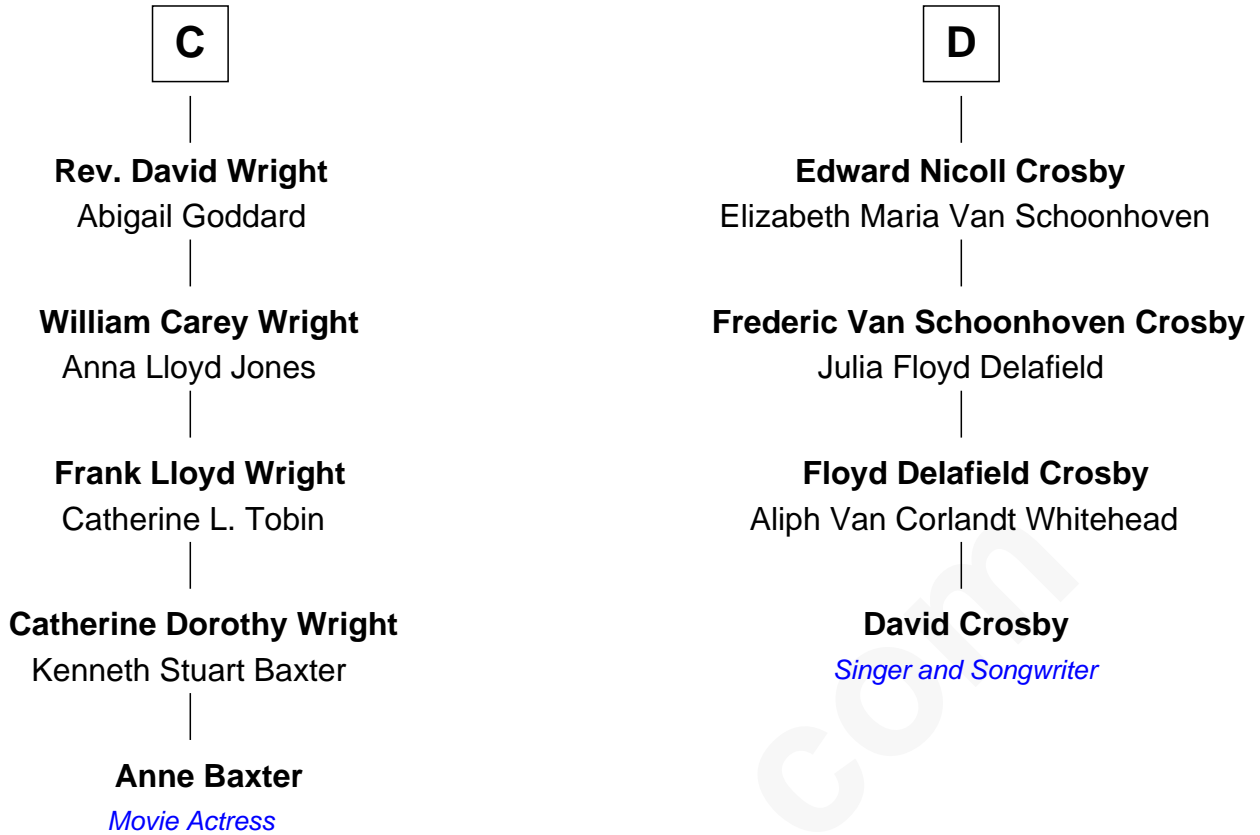 C
Rev. David Wright
Abigail Goddard
William Carey Wright
Anna Lloyd Jones
Frank Lloyd Wright
Catherine L. Tobin
Catherine Dorothy Wright
Kenneth Stuart Baxter
Anne Baxter
Movie Actress
D
Edward Nicoll Crosby
Elizabeth Maria Van Schoonhoven
Frederic Van Schoonhoven Crosby
Julia Floyd Delafield
Floyd Delafield Crosby
Aliph Van Corlandt Whitehead
David Crosby
Singer and Songwriter
com